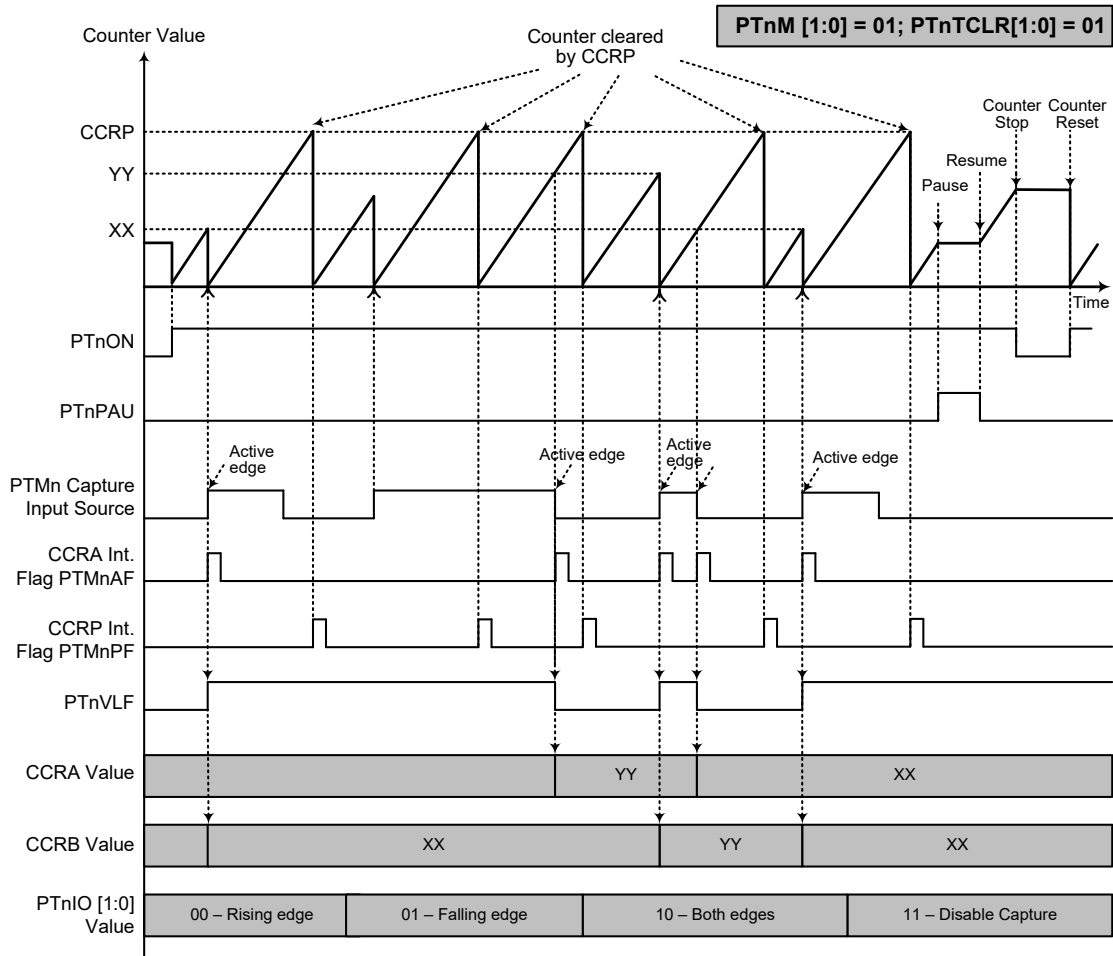 PTnM [1:0] = 01; PTnTCLR[1:0] = 01
Counter Value
Counter cleared
by CCRP
Counter
Stop
Counter
Reset
CCRP
YY
XX
Resume
Pause
Time
PTnON
PTnPAU
Active
edge
Active edge
Active
edge
Active edge
PTMn Capture
Input Source
CCRA Int.
Flag PTMnAF
CCRP Int.
Flag PTMnPF
PTnVLF
CCRA Value
YY
XX
CCRB Value
XX
YY
XX
PTnIO [1:0]
Value
00 – Rising edge
01 – Falling edge
10 – Both edges
11 – Disable Capture